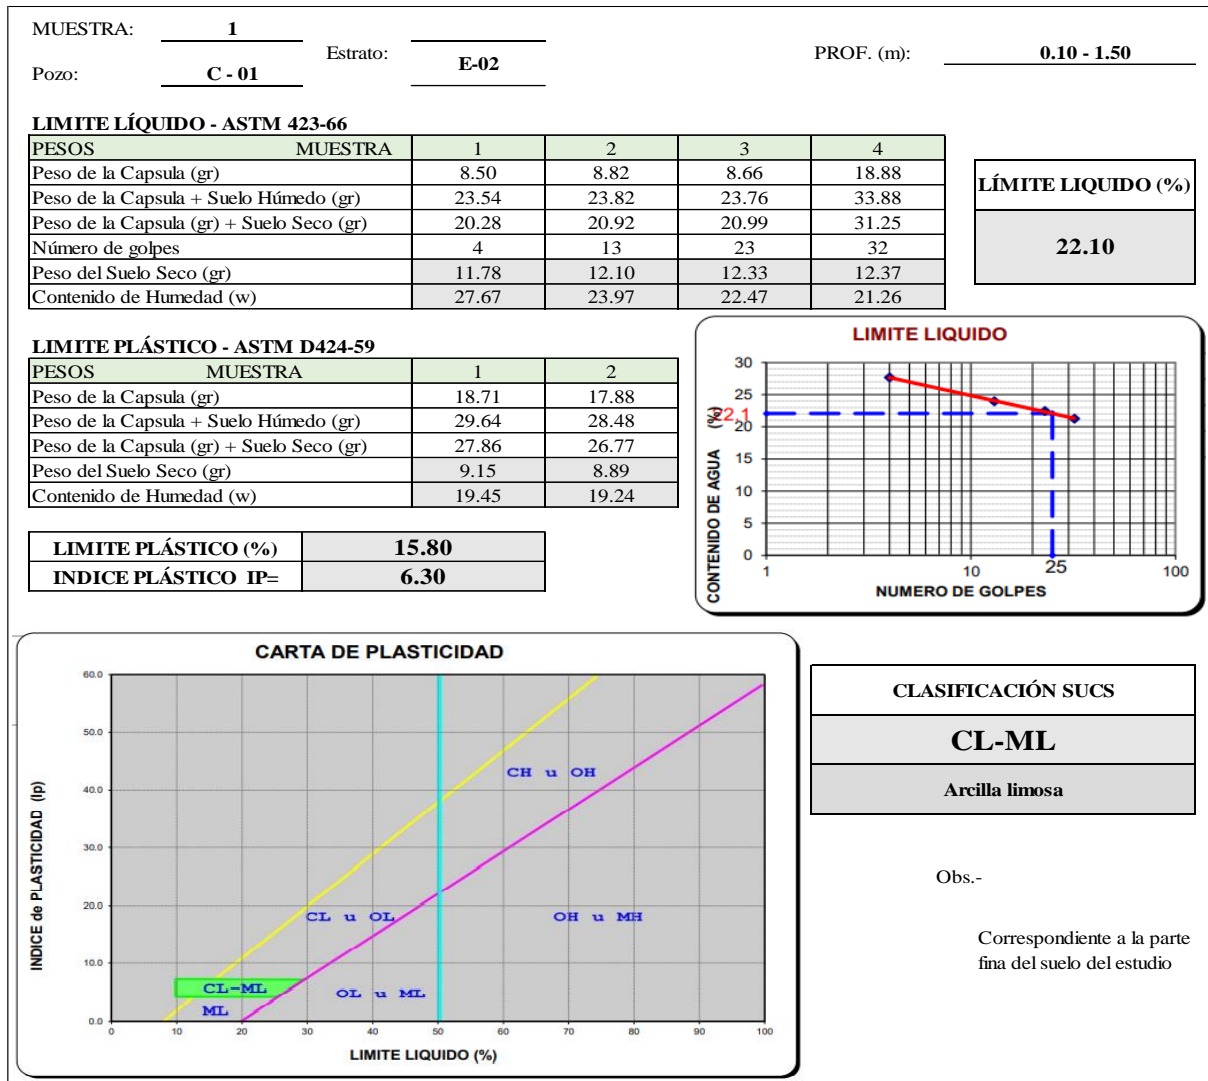 MUESTRA: 1
Pozo: C - 01
Estrato: E-02
PROF. (m): 0.10 - 1.50
LIMITE LÍQUIDO - ASTM 423-66
PESOS MUESTRA 1 2 3 4
Peso de la Capsula (gr) 8.50 8.82 8.66 18.88
Peso de la Capsula + Suelo Húmedo (gr) 23.54 23.82 23.76 33.88
Peso de la Capsula (gr) + Suelo Seco (gr) 20.28 20.92 20.99 31.25
Número de golpes 4 13 23 32
Peso del Suelo Seco (gr) 11.78 12.10 12.33 12.37
Contenido de Humedad (w) 27.67 23.97 22.47 21.26
LÍMITE LIQUIDO (%)
22.10
LIMITE PLÁSTICO - ASTM D424-59
PESOS MUESTRA 1 2
Peso de la Capsula (gr) 18.71 17.88
Peso de la Capsula + Suelo Húmedo (gr) 29.64 28.48
Peso de la Capsula (gr) + Suelo Seco (gr) 27.86 26.77
Peso del Suelo Seco (gr) 9.15 8.89
Contenido de Humedad (w) 19.45 19.24
LIMITE PLÁSTICO (%) 15.80
INDICE PLÁSTICO IP= 6.30
LIMITE LIQUIDO
CONTENIDO DE AGUA (%)
30
25
22,1
20
15
10
5
0
1 10 25 100
NUMERO DE GOLPES
CARTA DE PLASTICIDAD
INDICE de PLASTICIDAD (Ip)
60.0
50.0
40.0
30.0
20.0
10.0
0.0
CH u OH
CL u OL
OH u MH
CL-ML
OL u ML
ML
0 10 20 30 40 50 60 70 80 90 100
LIMITE LIQUIDO (%)
CLASIFICACIÓN SUCS
CL-ML
Arcilla limosa
Obs.-
Correspondiente a la parte
fina del suelo del estudio